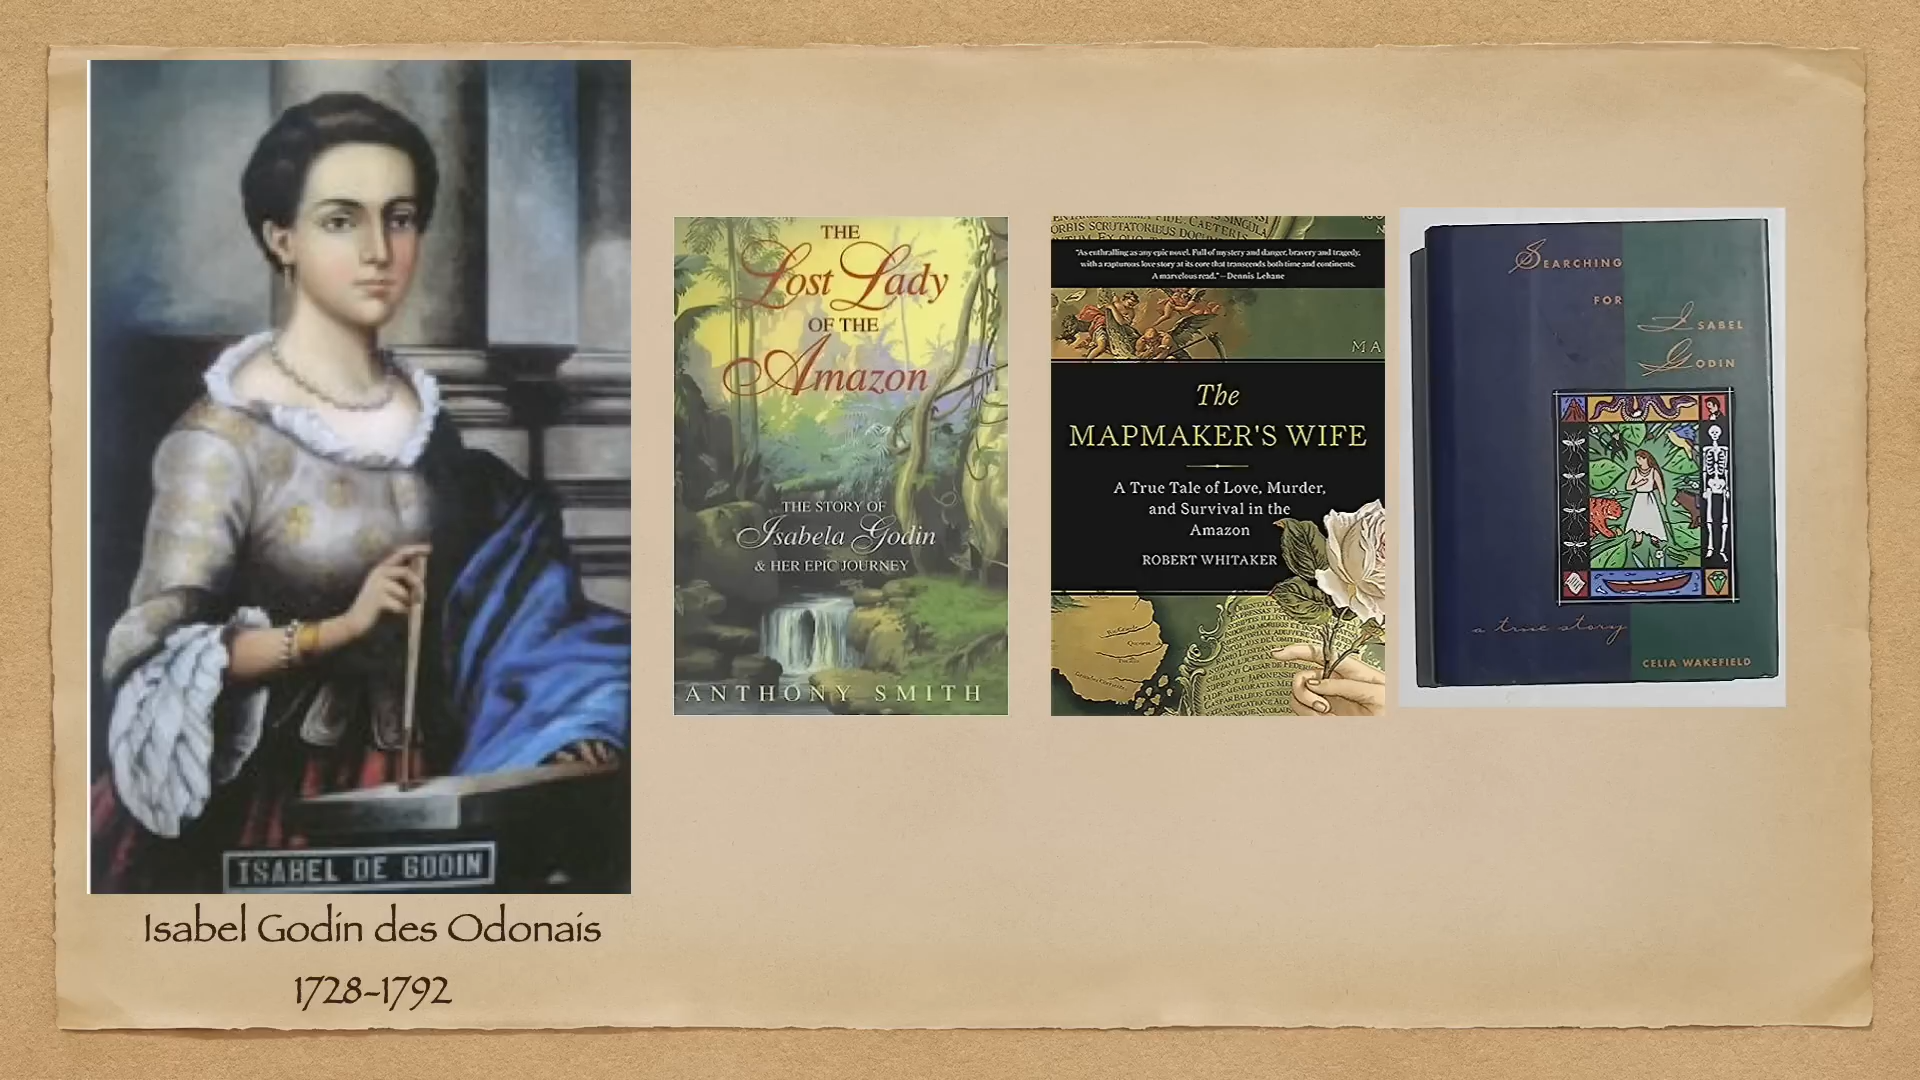 ISABEL DE GODIN
Isabel Godin des Odonais
1728-1792
THE
Lost Lady
OF THE
Amazon
THE STORY OF
Isabela Godin
& HER EPIC JOURNEY
ANTHONY SMITH
ORBIS SCRUTATORIBUS
"As enthralling as any epic novel. Full of mystery and danger, bravery and tragedy,
with a rapturous love story at its core that transcends both time and continents.
A marvelous read." —Dennis Lehane
MA
The
MAPMAKER'S WIFE
A True Tale of Love, Murder,
and Survival in the
Amazon
ROBERT WHITAKER
SEARCHING
FOR
ISABEL
GODIN
a true story
CELIA WAKEFIELD